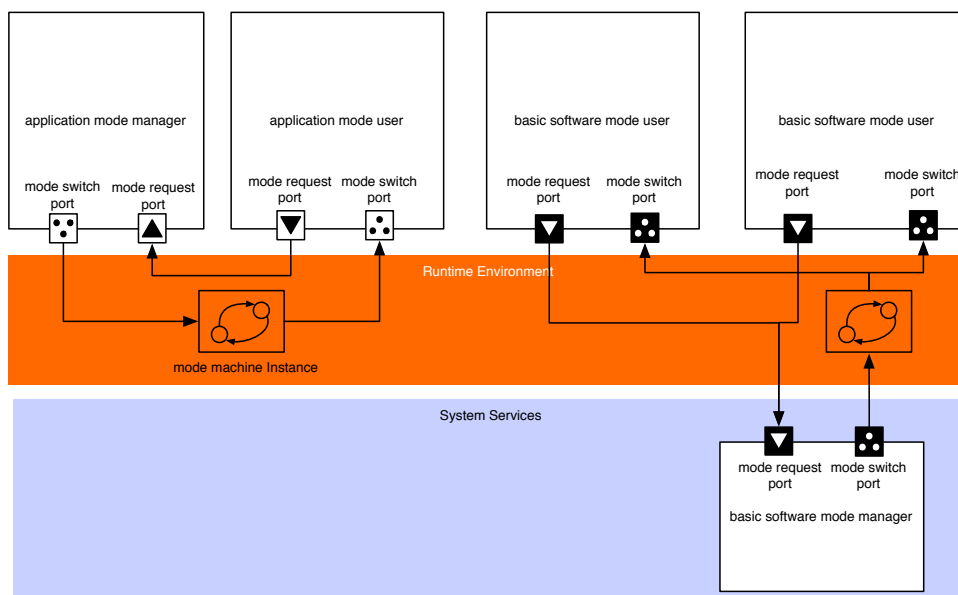 application mode manager
application mode user
basic software mode user
basic software mode user
mode switch
port
mode request
port
mode request
port
mode switch
port
mode request
port
mode switch
port
mode request
port
mode switch
port
Runtime Environment
mode machine Instance
System Services
mode request
port
mode switch
port
basic software mode manager